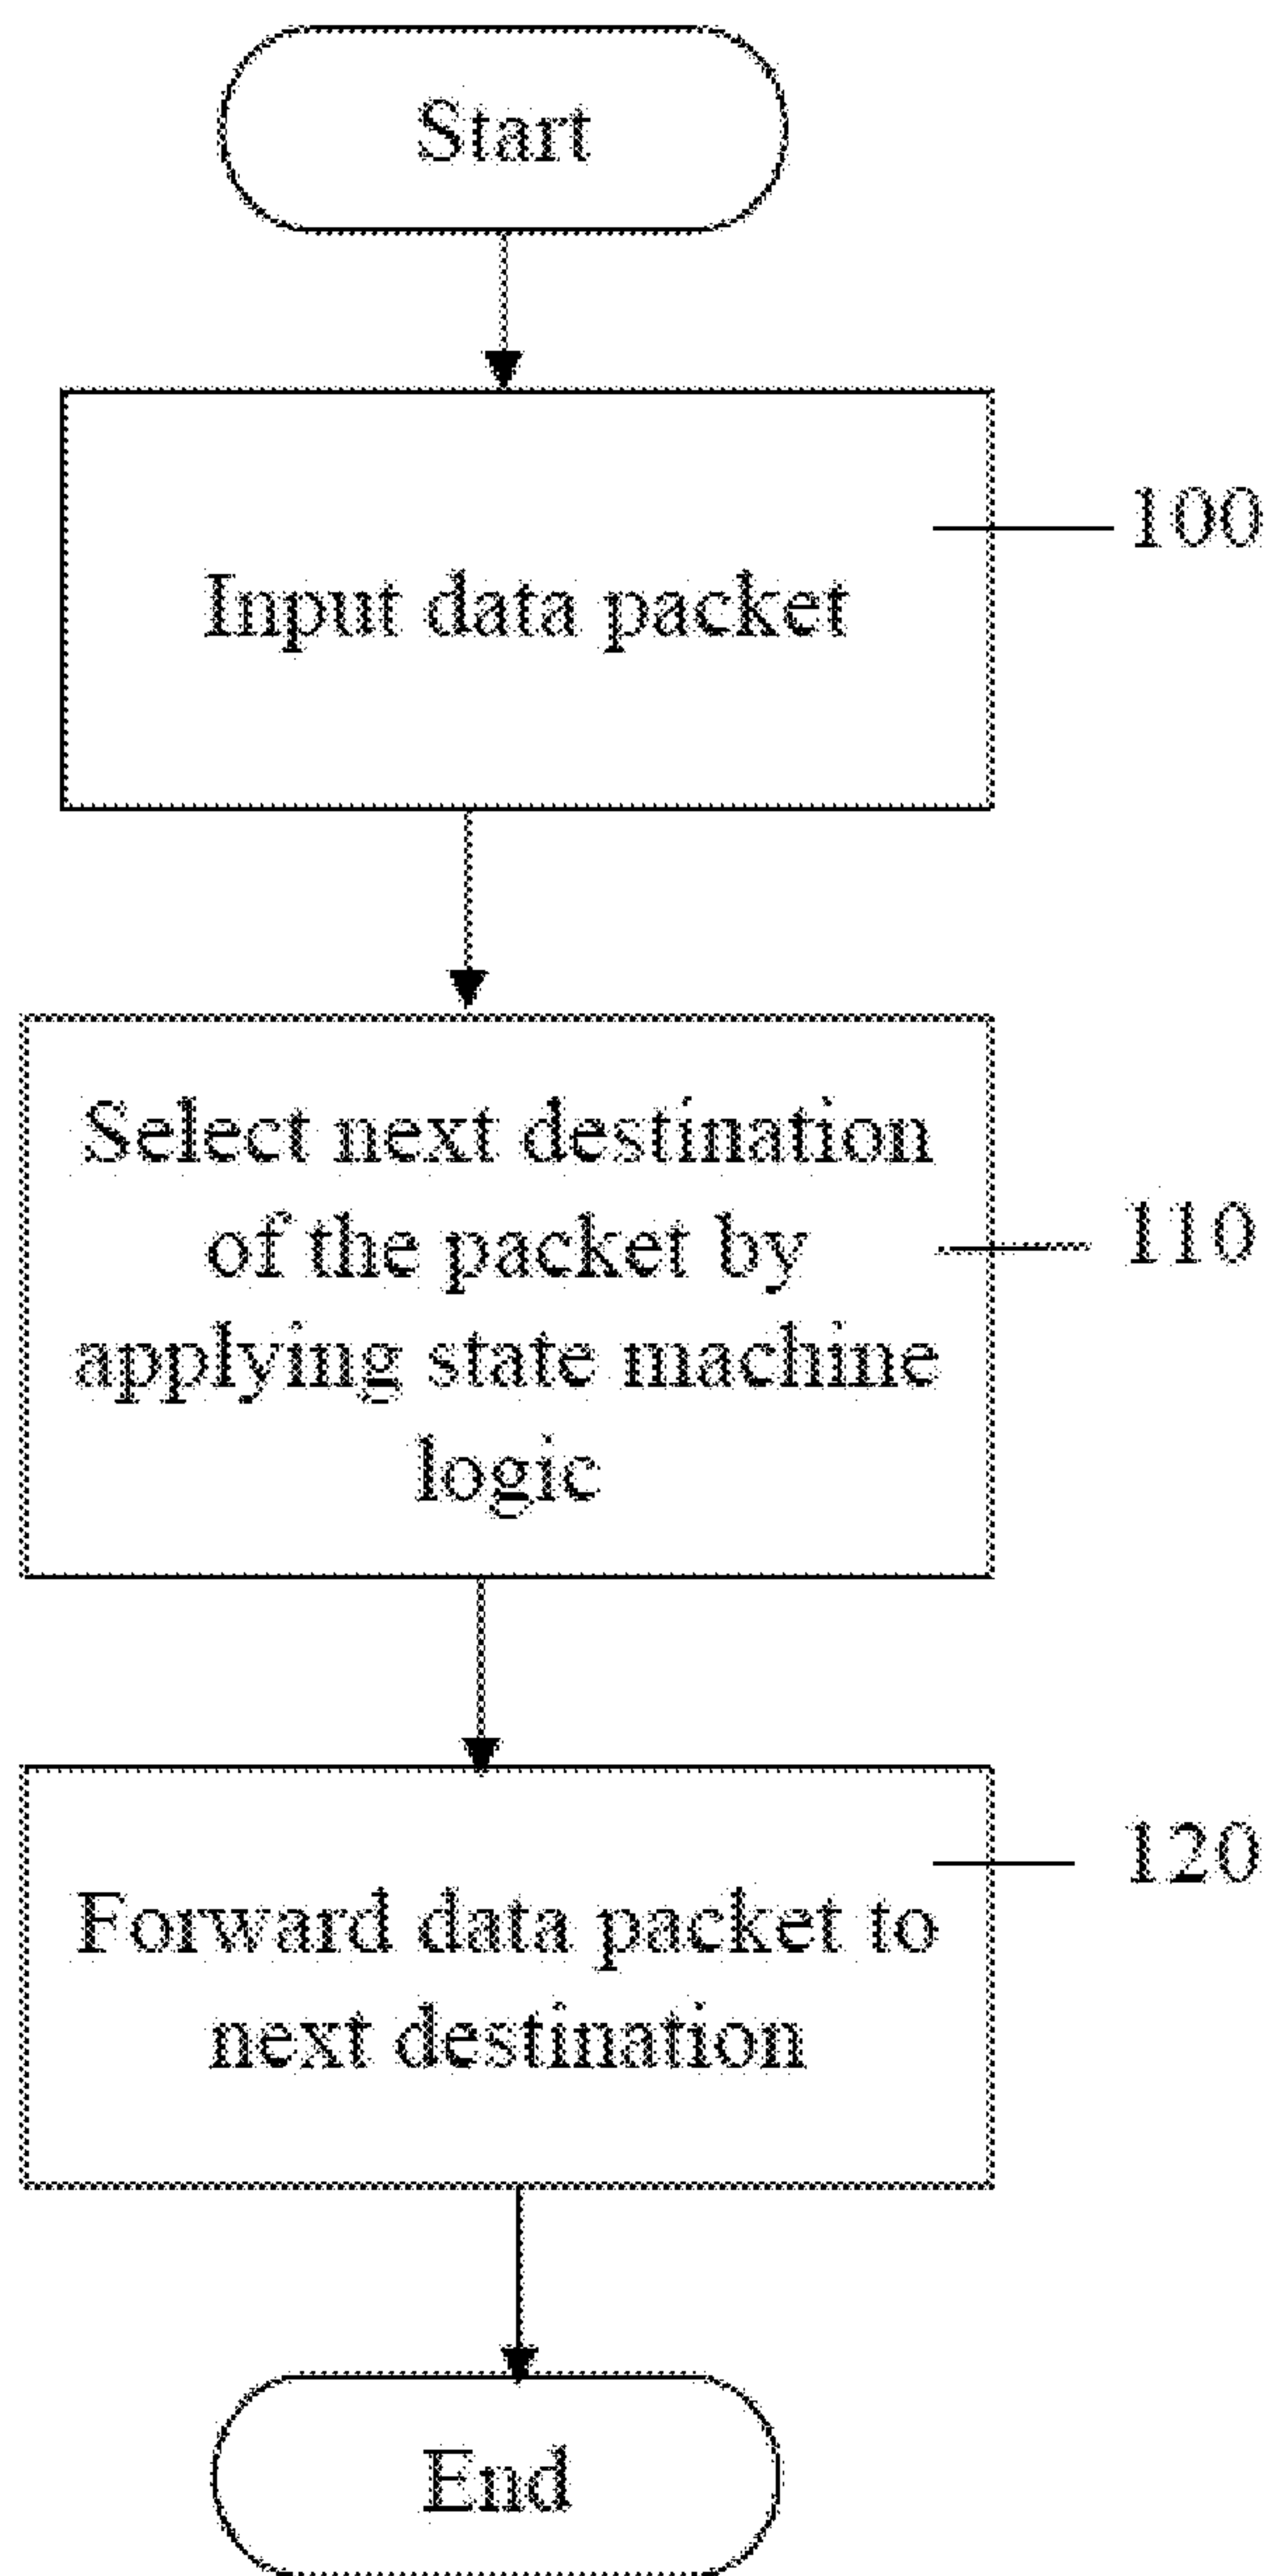 Start
100
Input data packet
Select next destination
of the packet by
110
applying state machine
logic
120
Forward data packet to
next destination
End